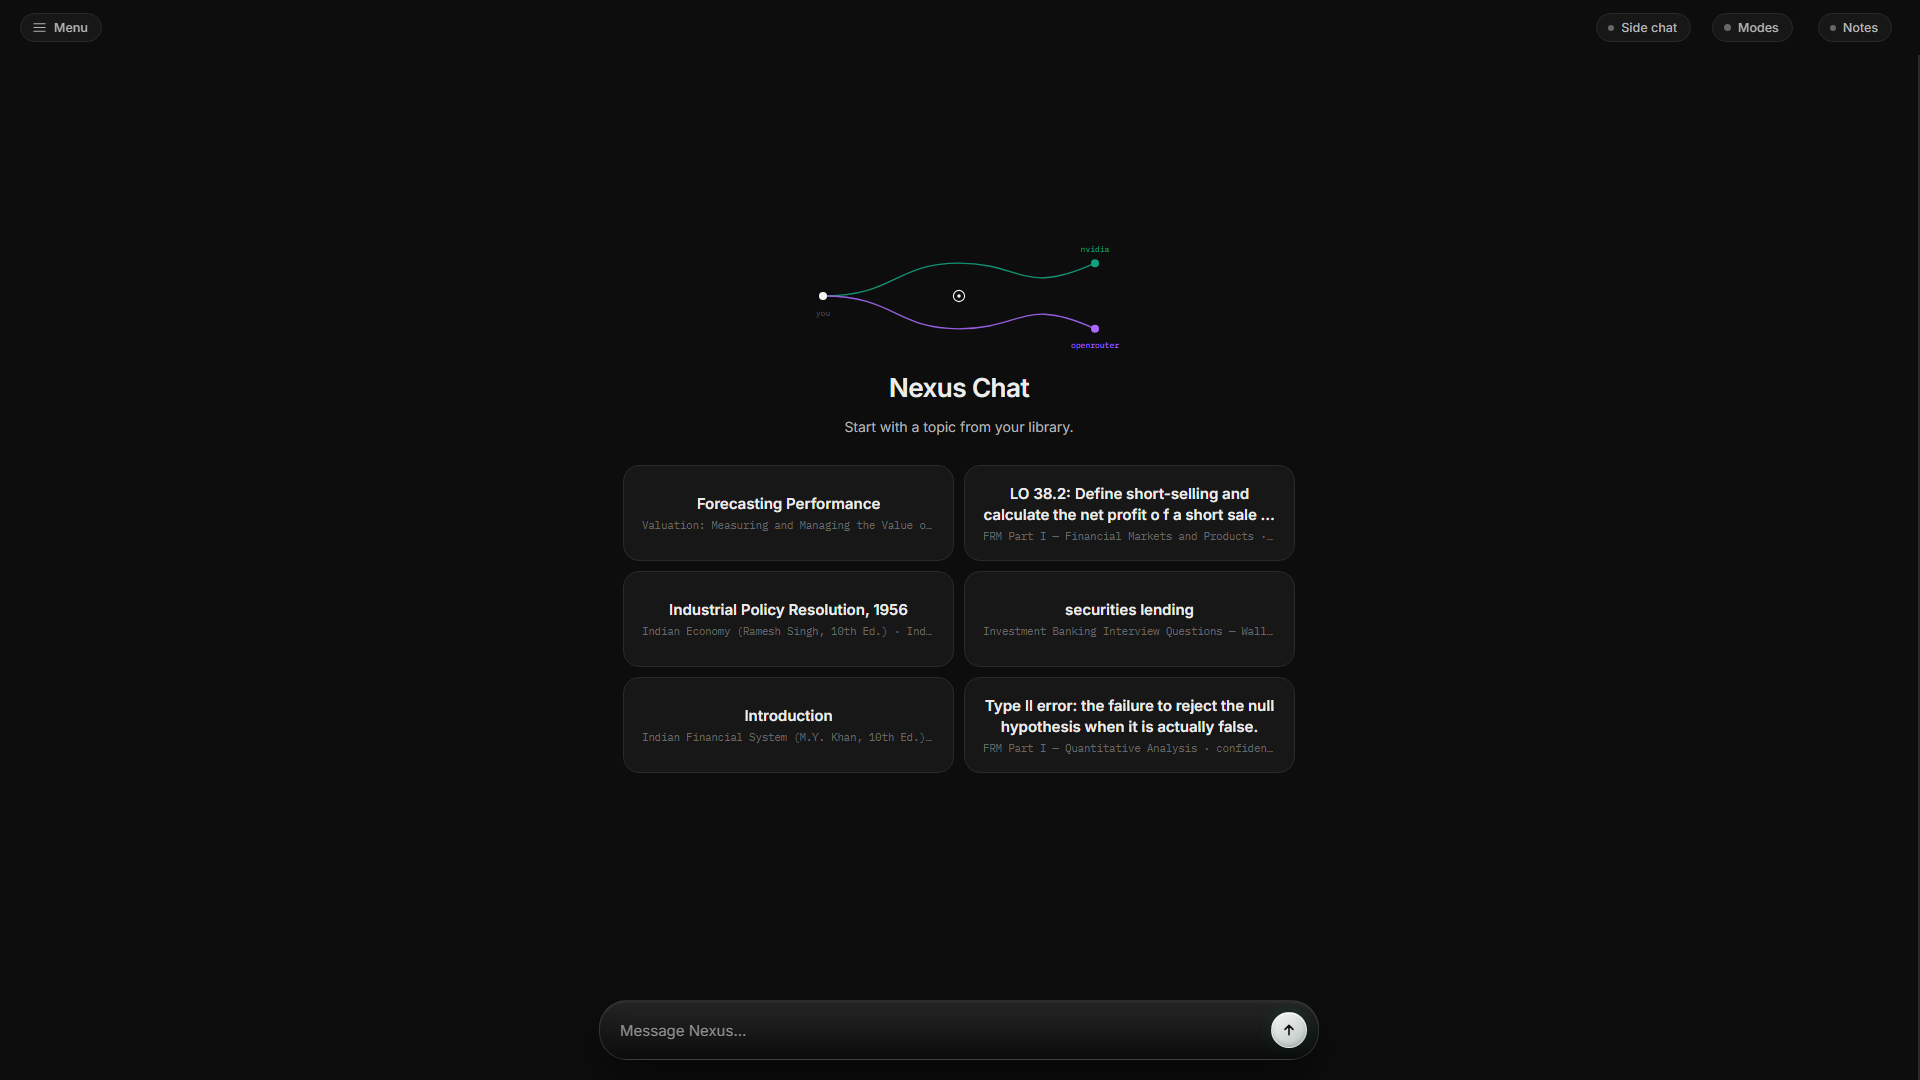 Menu
Side chat
Modes
Notes
nvidia
you
openrouter
Nexus Chat
Start with a topic from your library.
Forecasting Performance
Valuation: Measuring and Managing the Value o…
LO 38.2: Define short-selling and
calculate the net profit o f a short sale ...
FRM Part I — Financial Markets and Products ·…
Industrial Policy Resolution, 1956
Indian Economy (Ramesh Singh, 10th Ed.) · Ind…
securities lending
Investment Banking Interview Questions — Wall…
Introduction
Indian Financial System (M.Y. Khan, 10th Ed.)…
Type II error: the failure to reject the null
hypothesis when it is actually false.
FRM Part I — Quantitative Analysis · confiden…
Message Nexus...